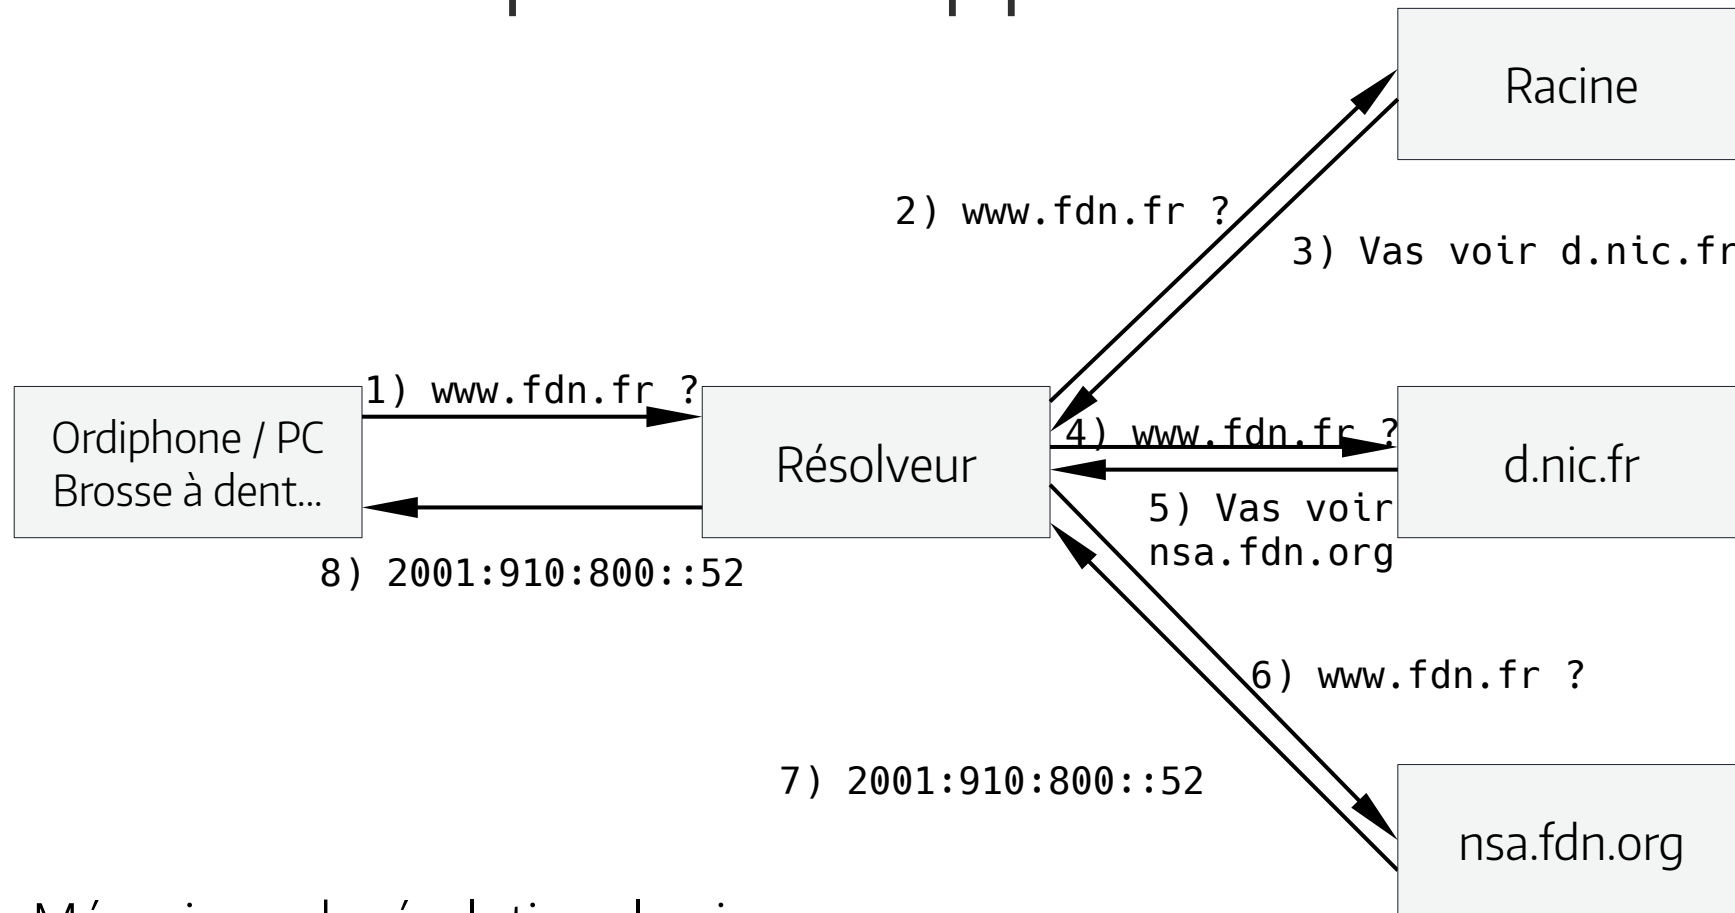 Racine
2) www.fdn.fr ?
3) Vas voir d.nic.fr
1) www.fdn.fr ?
Ordiphone / PC
Brosse à dent...
Résolveur
4) www.fdn.fr ?
d.nic.fr
5) Vas voir
nsa.fdn.org
8) 2001:910:800::52
6) www.fdn.fr ?
7) 2001:910:800::52
nsa.fdn.org